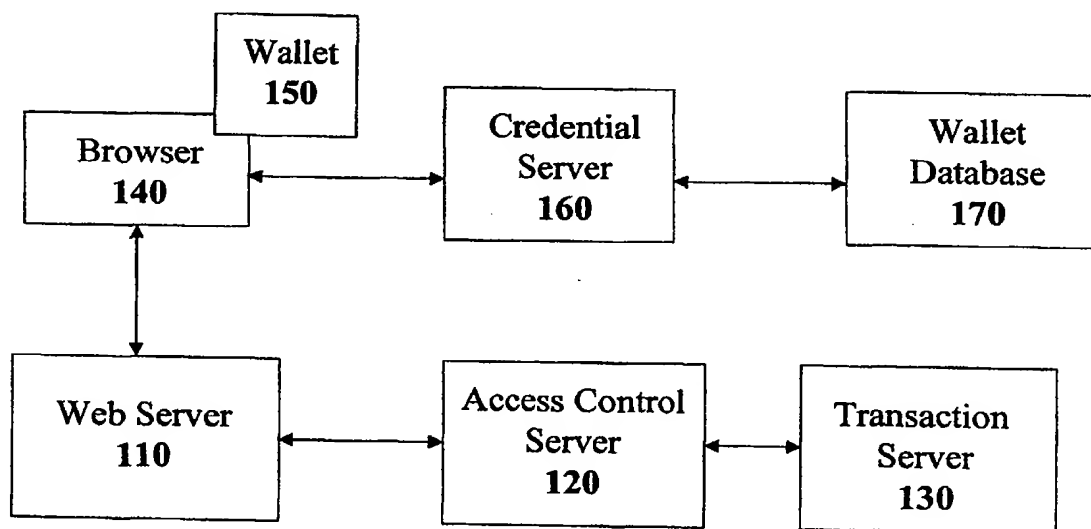 Wallet
150
Browser
140
Credential
Server
160
Wallet
Database
170
Web Server
110
Access Control
Server
120
Transaction
Server
130